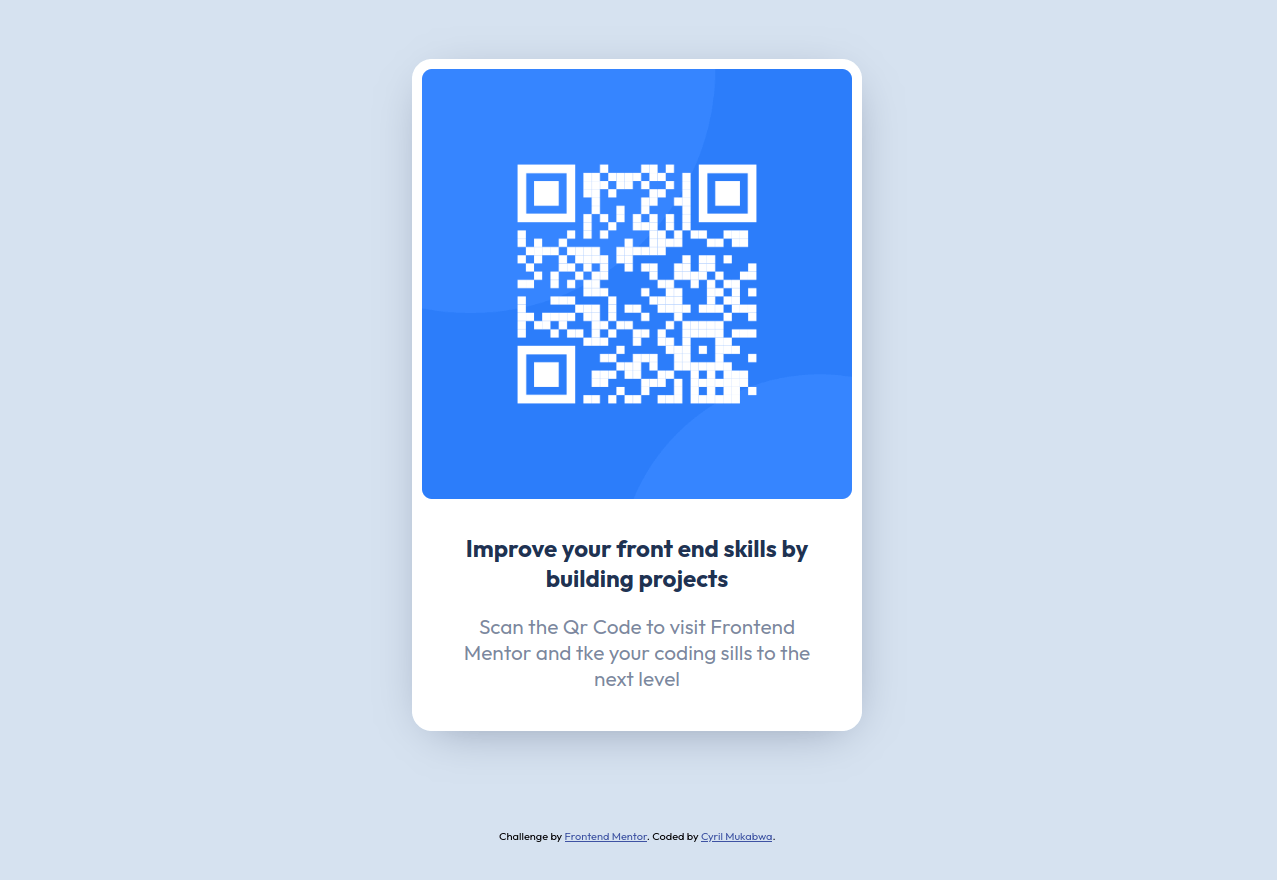 Improve your front end skills by
building projects
Scan the Qr Code to visit Frontend
Mentor and tke your coding sills to the
next level
Challenge by Frontend Mentor. Coded by Cyril Mukabwa.